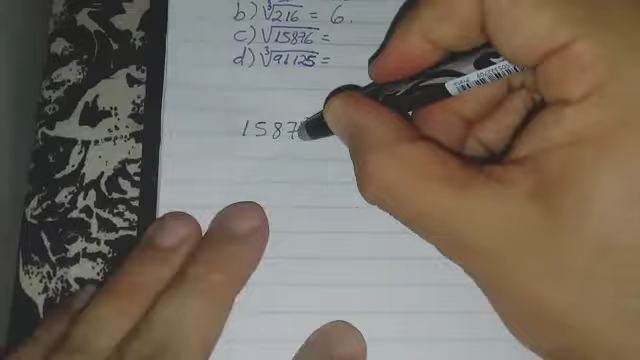 b) ∛216 = 6.
c) √15876 =
d) ∛91125 =
1587